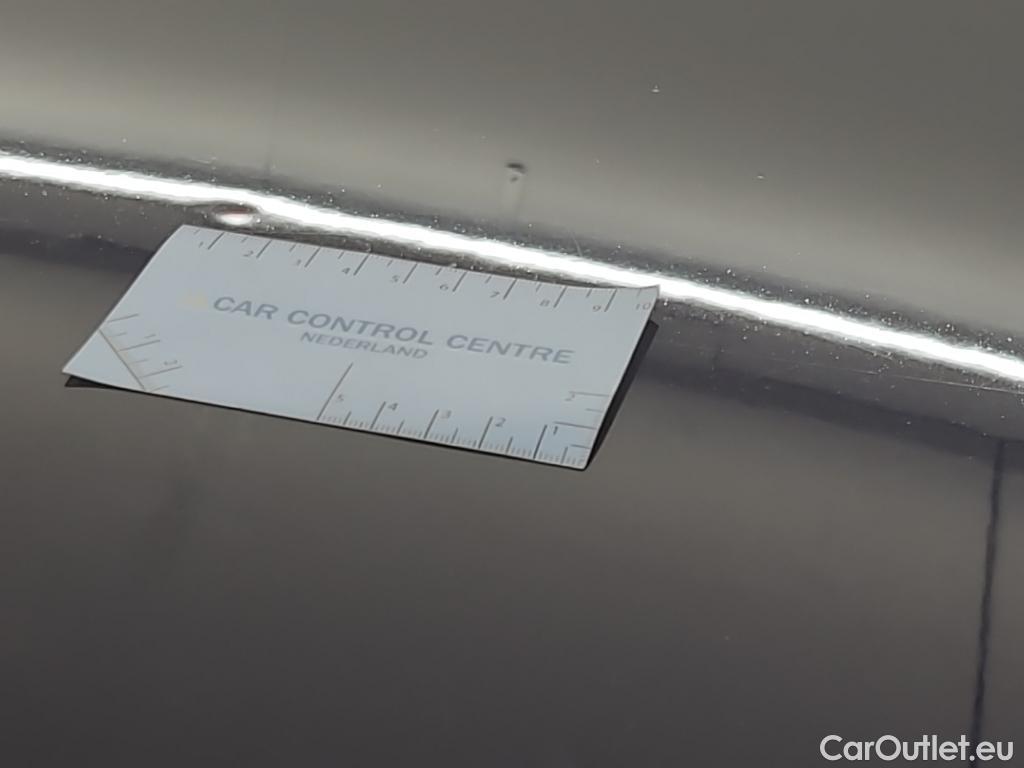 1 2 3 4 5 6 7 8 9 10
CAR CONTROL CENTRE
NEDERLAND
1 2
2
5 4 3 2 1
CarOutlet.eu